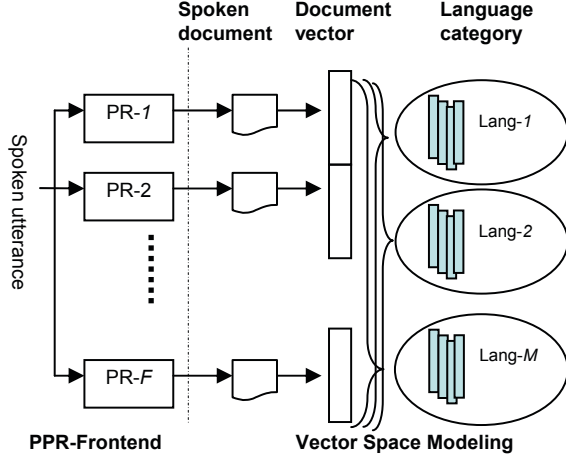 Spoken document
Document vector
Language category
Spoken utterance
PR-1
Lang-1
PR-2
Lang-2
PR-F
Lang-M
PPR-Frontend
Vector Space Modeling